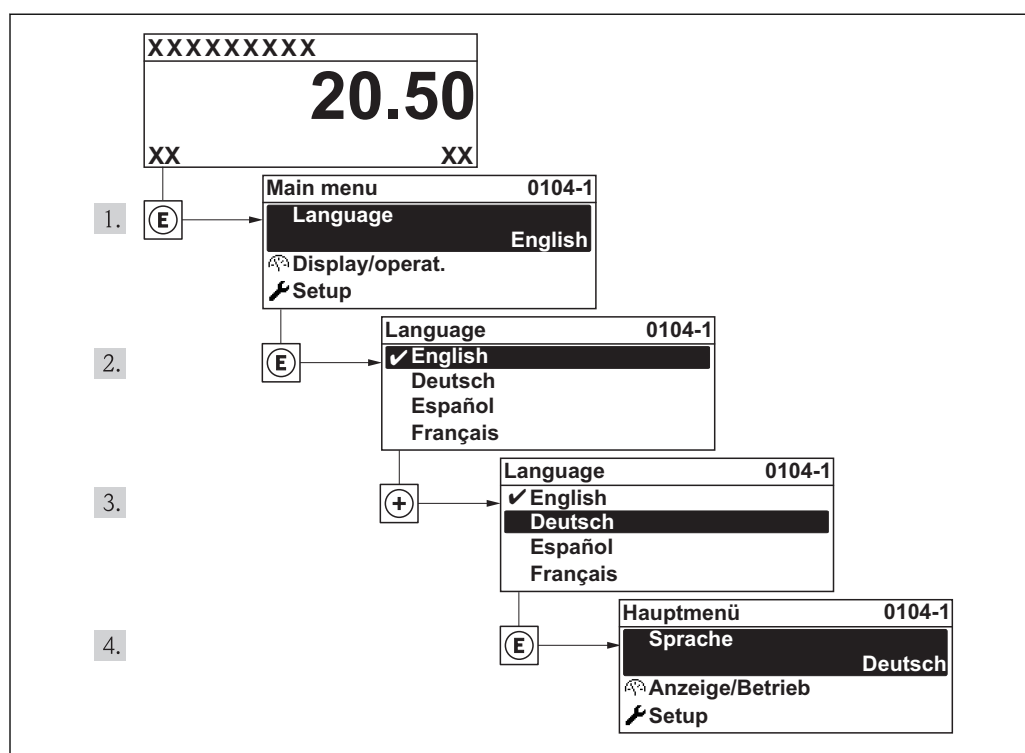 XXXXXXXXX
20.50
XX XX
1. E
Main menu 0104-1
Language
English
Display/operat.
Setup
2. E
Language 0104-1
✔English
Deutsch
Español
Français
3. +
Language 0104-1
✔English
Deutsch
Español
Français
4. E
Hauptmenü 0104-1
Sprache
Deutsch
Anzeige/Betrieb
Setup